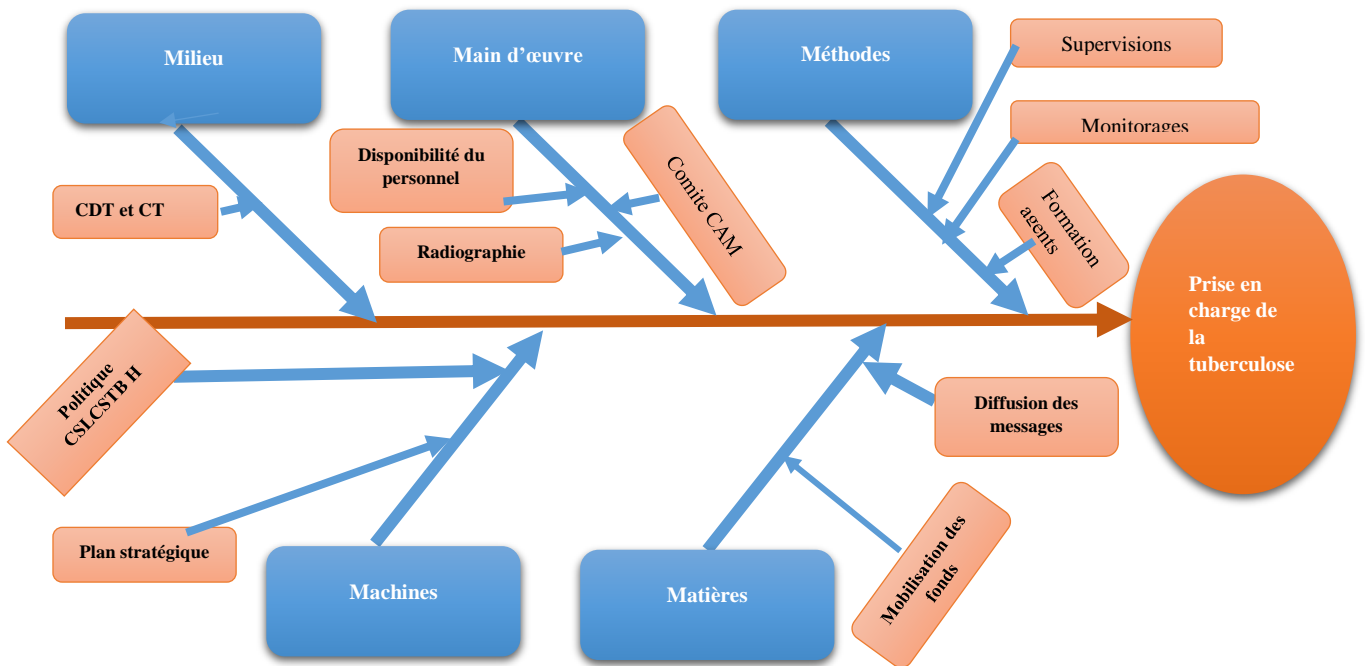 Milieu
Main d’œuvre
Méthodes
Supervisions
Monitorages
Disponibilité du
personnel
Comite CAM
Formation
agents
CDT et CT
Radiographie
Prise en
charge de
la
tuberculose
Politique
CSLCSTB H
Diffusion des
messages
Plan stratégique
Mobilisation des
fonds
Machines
Matières